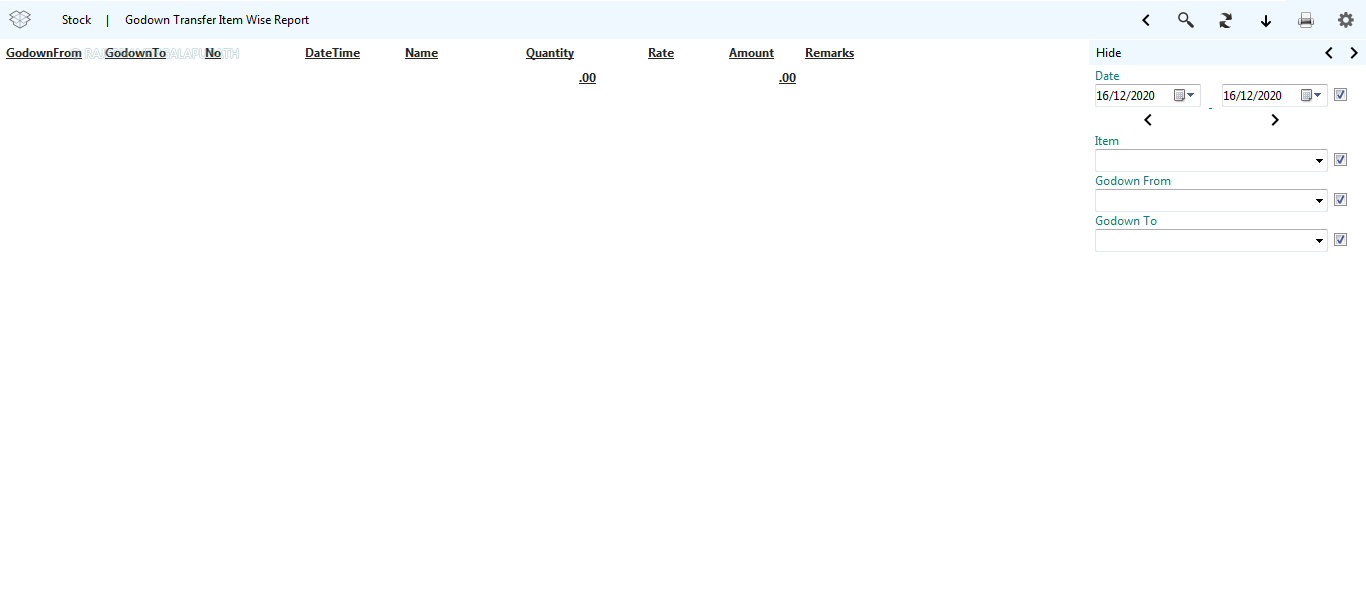 Stock | Godown Transfer Item Wise Report
GodownFrom GodownTo No DateTime Name Quantity Rate Amount Remarks
.00 .00
Hide
Date
16/12/2020 - 16/12/2020
Item
Godown From
Godown To